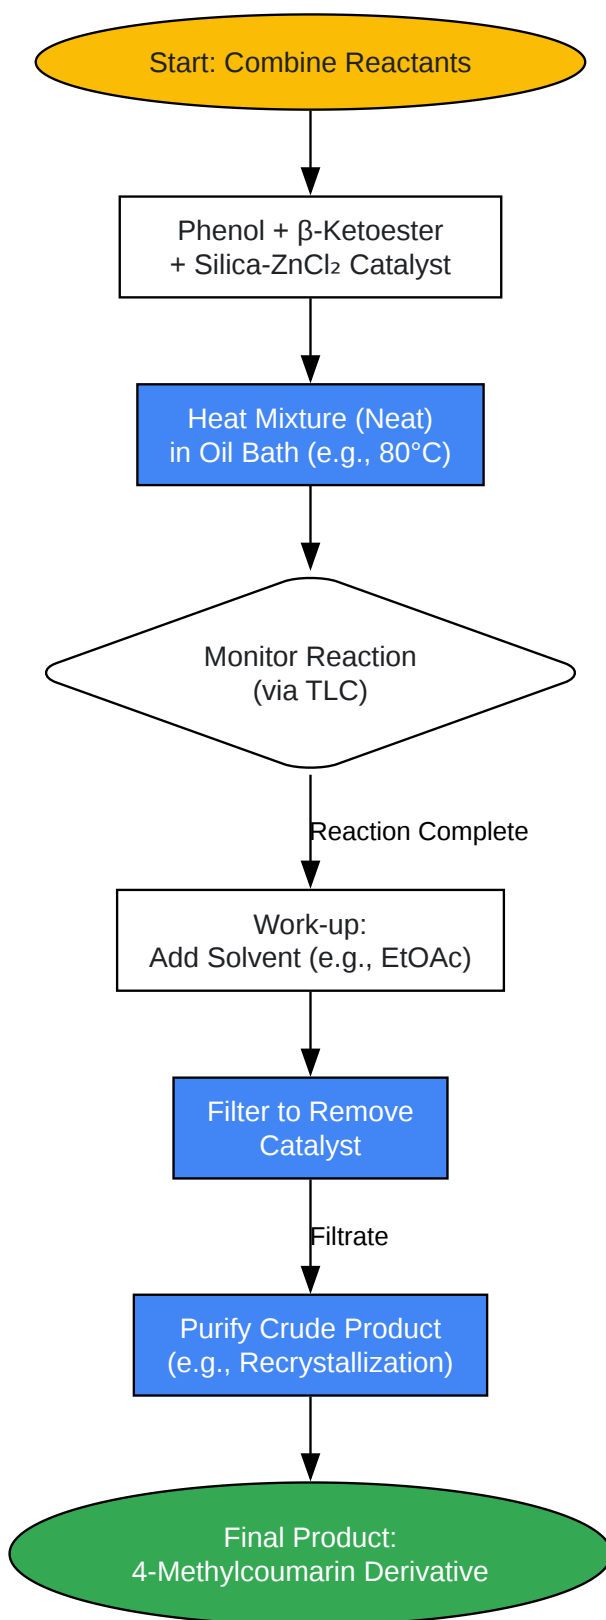 Start: Combine Reactants
Phenol + β-Ketoester
+ Silica-ZnCl₂ Catalyst
Heat Mixture (Neat)
in Oil Bath (e.g., 80°C)
Monitor Reaction
(via TLC)
Reaction Complete
Work-up:
Add Solvent (e.g., EtOAc)
Filter to Remove
Catalyst
Filtrate
Purify Crude Product
(e.g., Recrystallization)
Final Product:
4-Methylcoumarin Derivative